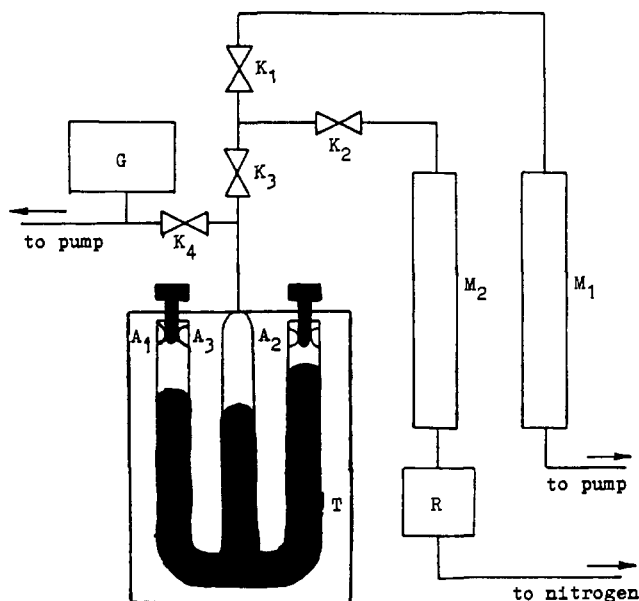 K1
G
K2
K3
to pump
K4
M2
M1
A1
A3
A2
to pump
T
R
to nitrogen